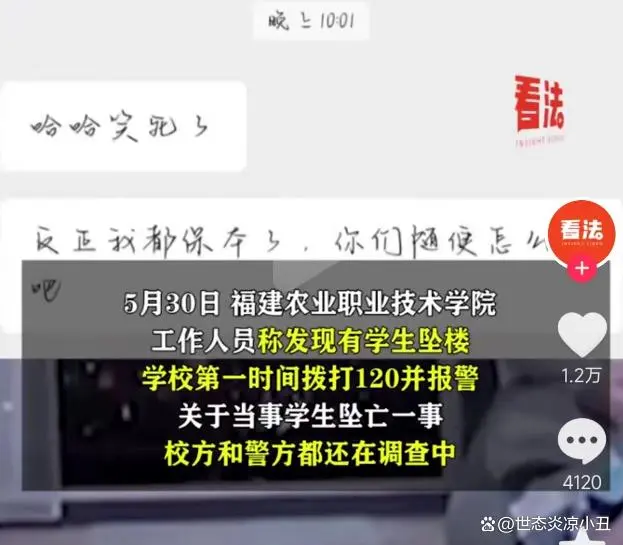 晚上10:01
哈哈笑死了
看法
INSIGHT VIDEO
反正我都保本了，你们随便怎么
吧
看法
INSIGHT VIDEO
5月30日 福建农业职业技术学院
工作人员称发现有学生坠楼
学校第一时间拨打120并报警
关于当事学生坠亡一事
校方和警方都还在调查中
1.2万
4120
@世态炎凉小丑